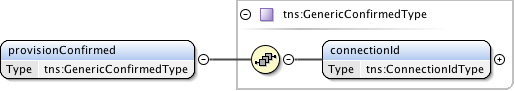 tns:GenericConfirmedType
provisionConfirmed
Type tns:GenericConfirmedType
connectionId
Type tns:ConnectionIdType